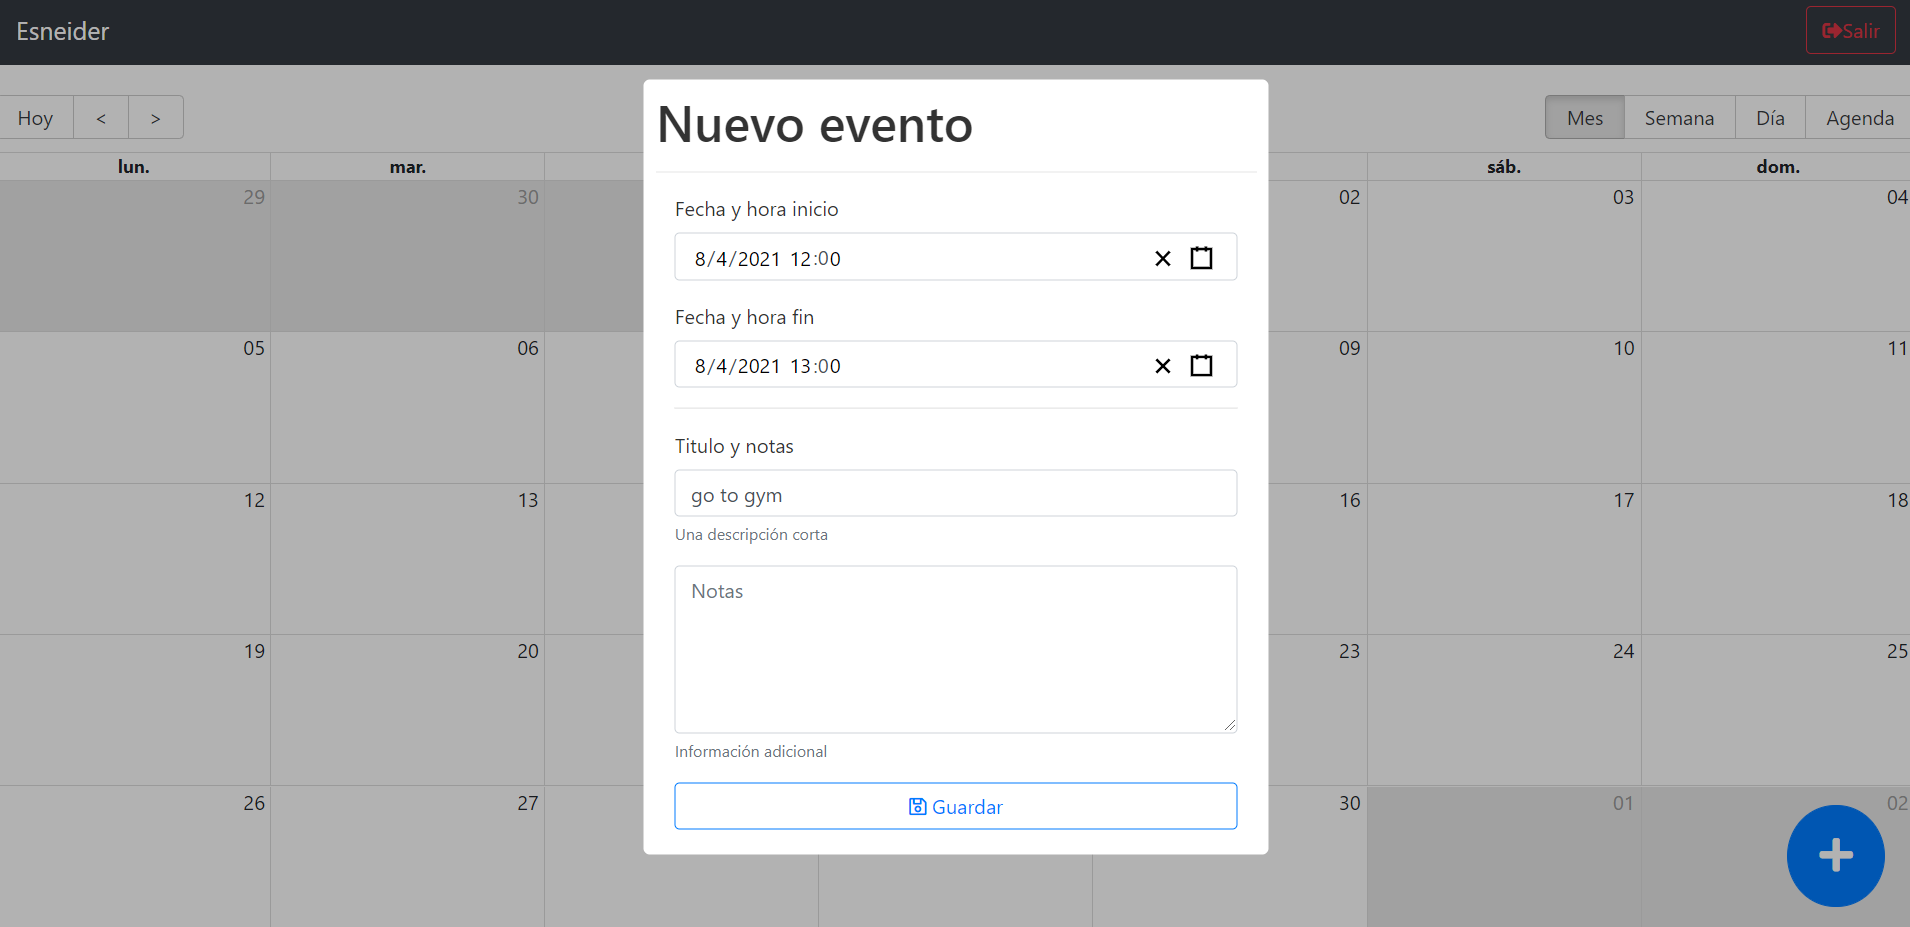 Esneider
Salir
Hoy < >
Mes Semana Día Agenda
lun. mar. sáb. dom.
29 30 02 03 04
05 06 09 10 11
12 13 16 17 18
19 20 23 24 25
26 27 30 01 02
Nuevo evento
Fecha y hora inicio
8/4/2021 12:00
Fecha y hora fin
8/4/2021 13:00
Titulo y notas
go to gym
Una descripción corta
Notas
Información adicional
Guardar